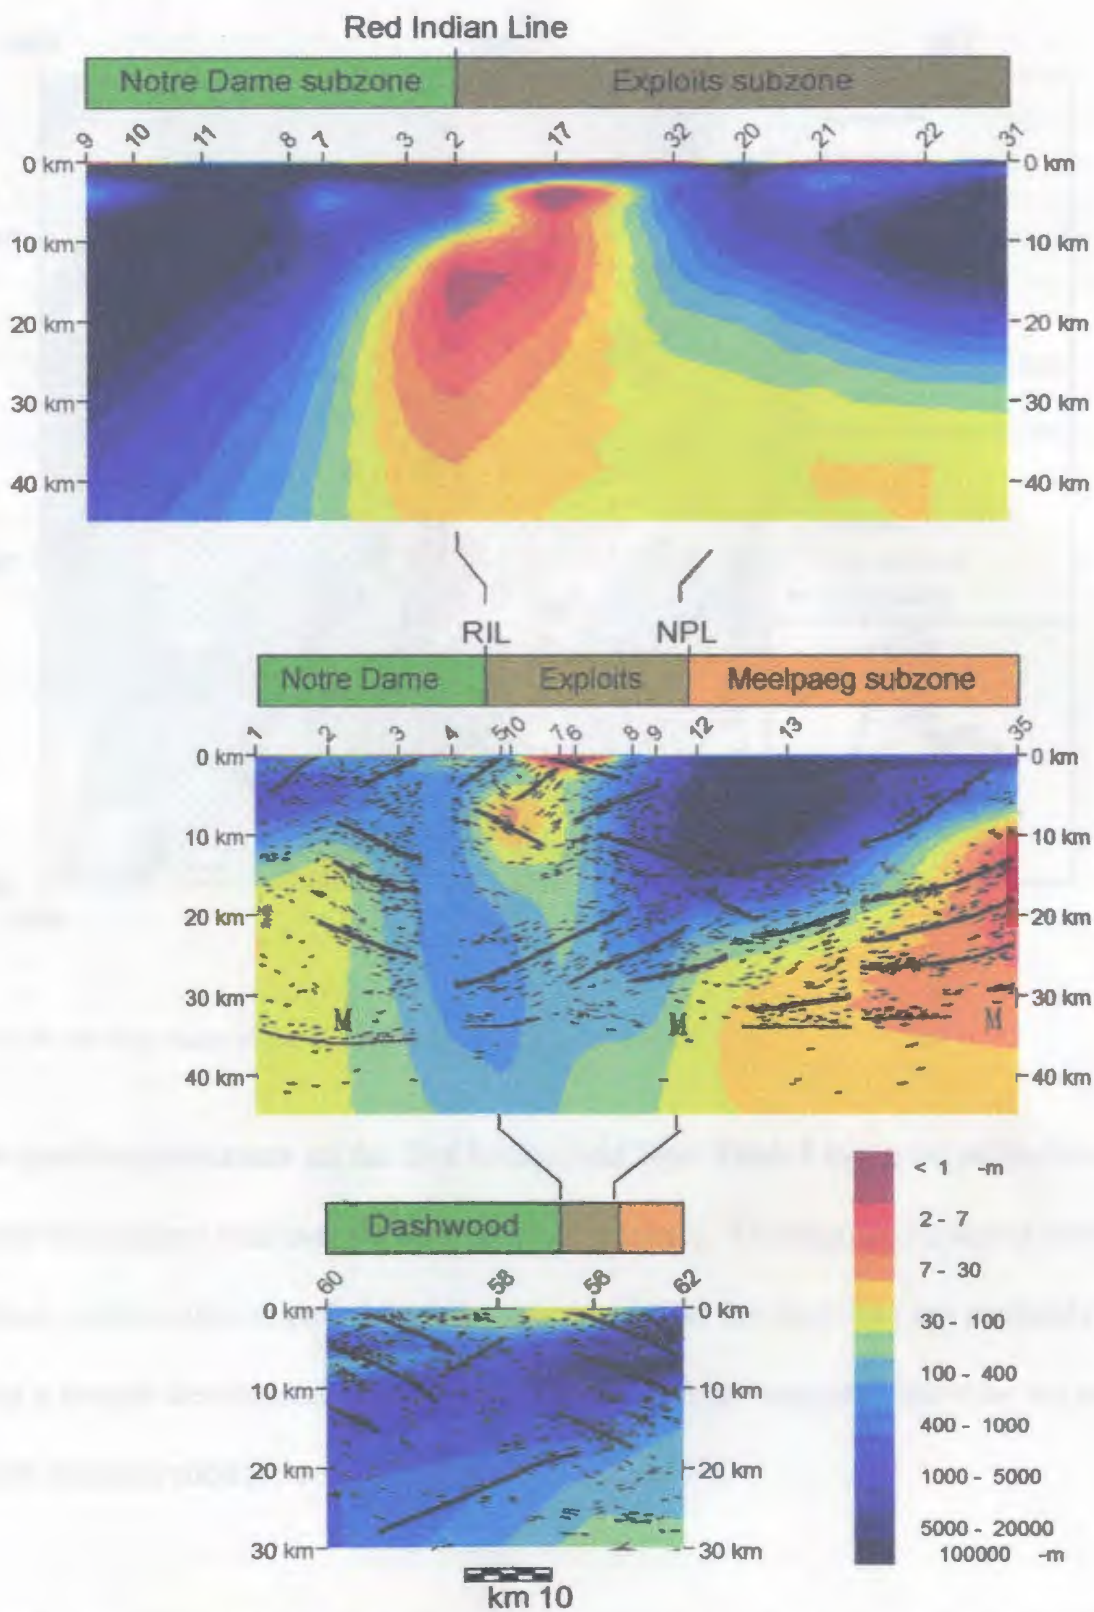 Red Indian Line
Notre Dame subzone Exploits subzone
9 10 11 8 7 3 2 17 32 20 21 22 31
0 km 0 km
10 km 10 km
20 km 20 km
30 km 30 km
40 km 40 km
RIL NPL
Notre Dame Exploits Meelpaeg subzone
1 2 3 4 5 10 7 6 8 9 12 13 35
0 km 0 km
10 km 10 km
20 km 20 km
30 km 30 km
M M M
40 km 40 km
Dashwood
60 58 56 62
0 km 0 km
10 km 10 km
20 km 20 km
30 km 30 km
km 10
< 1 -m
2 - 7
7 - 30
30 - 100
100 - 400
400 - 1000
1000 - 5000
5000 - 20000
100000 -m